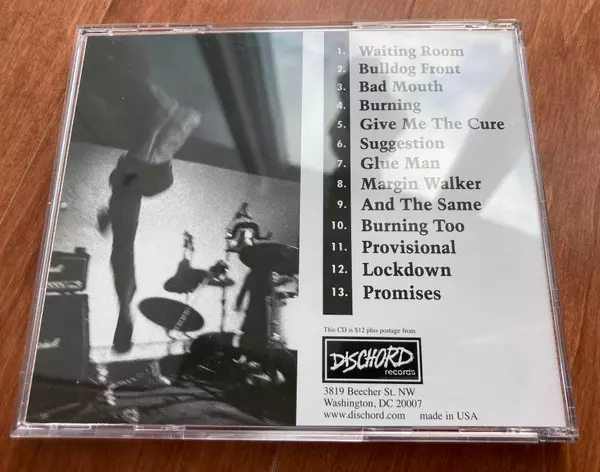 1. Waiting Room
2. Bulldog Front
3. Bad Mouth
4. Burning
5. Give Me The Cure
6. Suggestion
7. Glue Man
8. Margin Walker
9. And The Same
10. Burning Too
11. Provisional
12. Lockdown
13. Promises
This CD is $12 plus postage from
DISCHORD
records
3819 Beecher St. NW
Washington, DC 20007
www.dischord.com made in USA